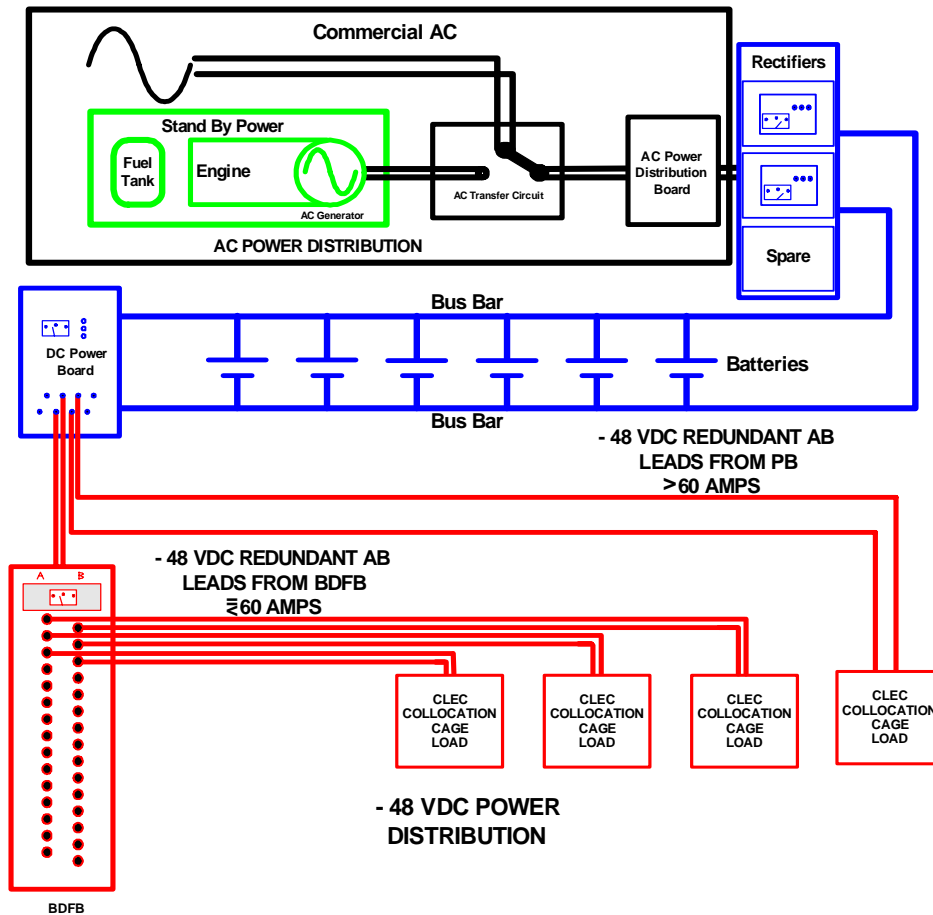 Commercial AC
Rectifiers
Stand By Power
Fuel
Tank
Engine
AC Generator
AC Transfer Circuit
AC Power
Distribution
Board
AC POWER DISTRIBUTION
Spare
Bus Bar
DC Power
Board
Batteries
Bus Bar
- 48 VDC REDUNDANT AB
LEADS FROM PB
>60 AMPS
- 48 VDC REDUNDANT AB
LEADS FROM BDFB
≤60 AMPS
A B
CLEC
COLLOCATION
CAGE
LOAD
CLEC
COLLOCATION
CAGE
LOAD
CLEC
COLLOCATION
CAGE
LOAD
CLEC
COLLOCATION
CAGE
LOAD
- 48 VDC POWER
DISTRIBUTION
BDFB